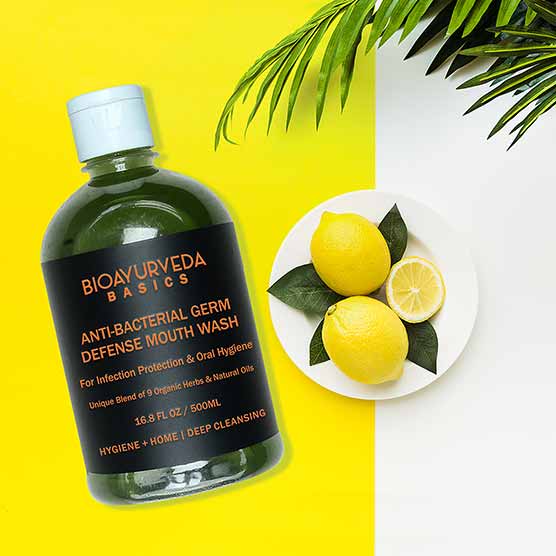 BIOAYURVEDA
BASICS
ANTI-BACTERIAL GERM
DEFENSE MOUTH WASH
For Infection Protection & Oral Hygiene
Unique Blend of 9 Organic Herbs & Natural Oils
16.8 FL OZ / 500ML
HYGIENE + HOME | DEEP CLEANSING